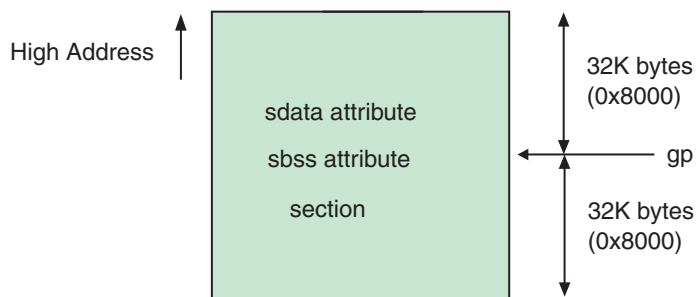 High Address
sdata attribute
sbss attribute
section
32K bytes
(0x8000)
gp
32K bytes
(0x8000)